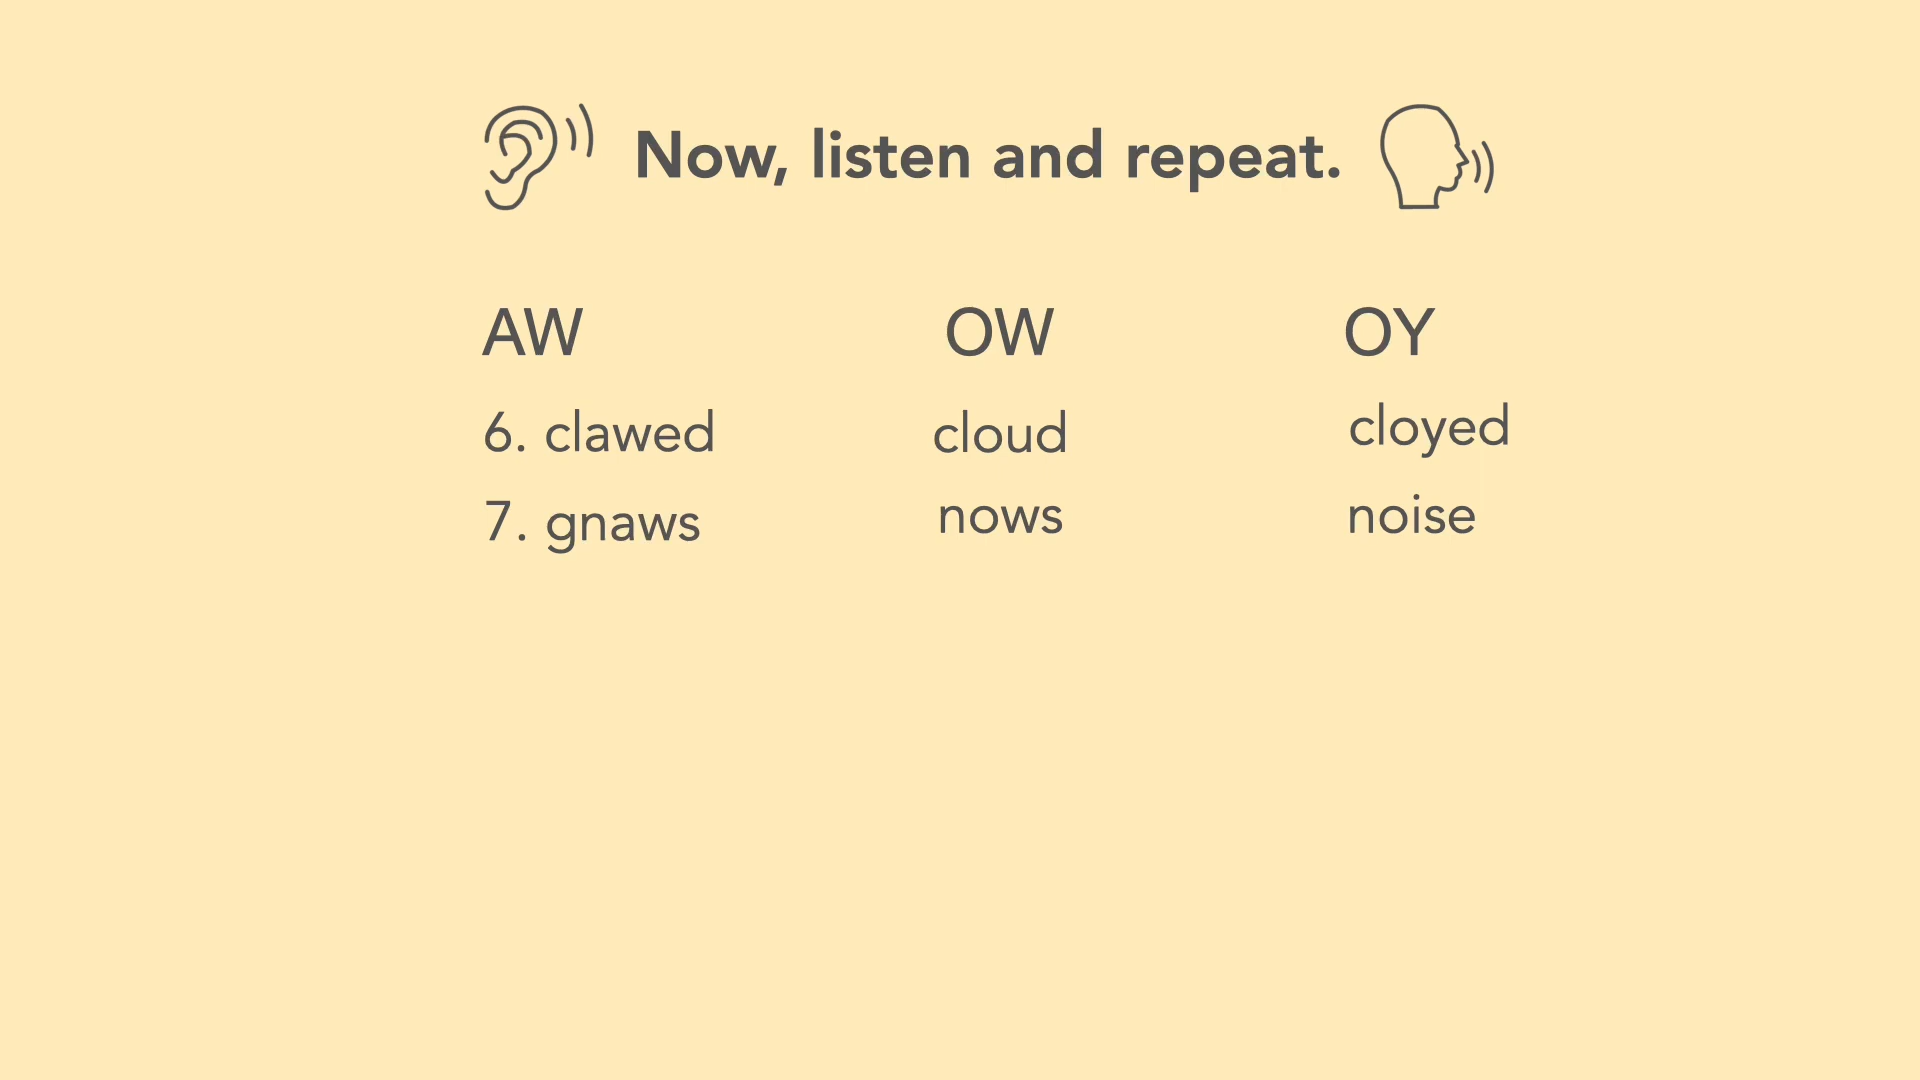 Now, listen and repeat.
AW OW OY
6. clawed cloud cloyed
7. gnaws nows noise